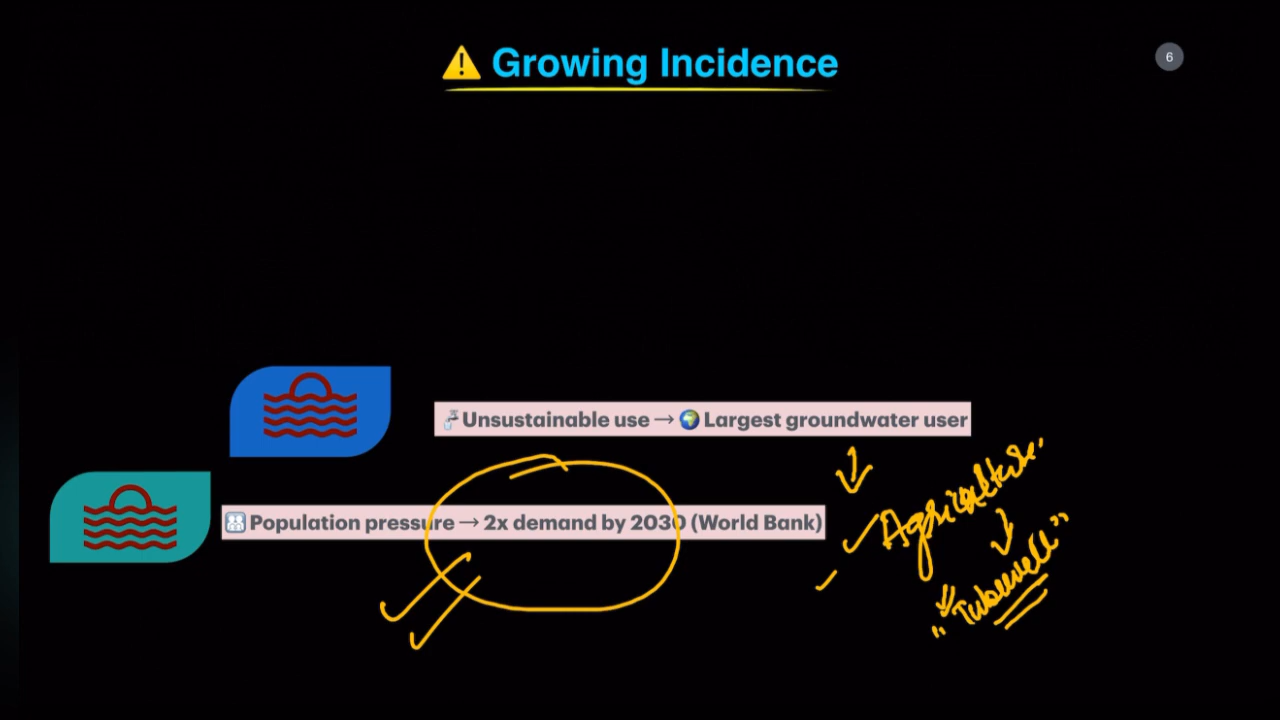 ⚠️ Growing Incidence
6
🚰 Unsustainable use → 🌍 Largest groundwater user
👥 Population pressure → 2x demand by 2030 (World Bank)
Agriculture.
"Tubewell"